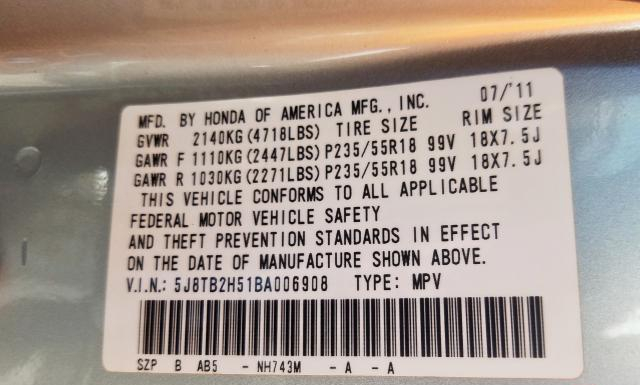 MFD. BY HONDA OF AMERICA MFG., INC. 07/'11
GVWR 2140KG(4718LBS) TIRE SIZE RIM SIZE
GAWR F 1110KG(2447LBS)P235/55R18 99V 18X7.5J
GAWR R 1030KG(2271LBS)P235/55R18 99V 18X7.5J
THIS VEHICLE CONFORMS TO ALL APPLICABLE
FEDERAL MOTOR VEHICLE SAFETY
AND THEFT PREVENTION STANDARDS IN EFFECT
ON THE DATE OF MANUFACTURE SHOWN ABOVE.
V.I.N.: 5J8TB2H51BA006908 TYPE: MPV
SZP B AB5 - NH743M - A - A